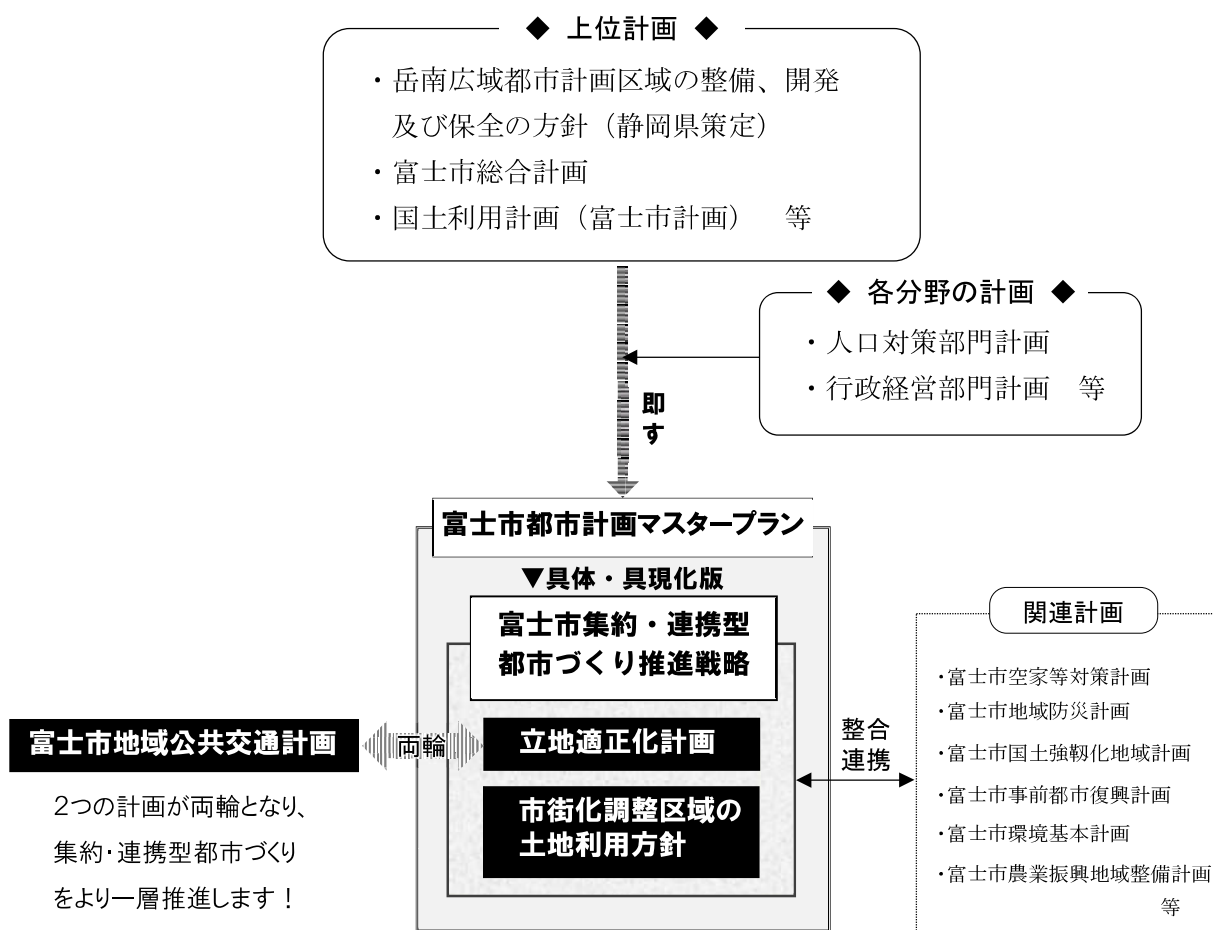 ◆ 上位計画 ◆
・岳南広域都市計画区域の整備、開発
及び保全の方針（静岡県策定）
・富士市総合計画
・国土利用計画（富士市計画） 等
◆ 各分野の計画 ◆
・人口対策部門計画
・行政経営部門計画 等
即す
富士市都市計画マスタープラン
▼具体・具現化版
富士市集約・連携型
都市づくり推進戦略
立地適正化計画
市街化調整区域の
土地利用方針
富士市地域公共交通計画
両輪
2つの計画が両輪となり、
集約・連携型都市づくり
をより一層推進します！
整合
連携
関連計画
・富士市空家等対策計画
・富士市地域防災計画
・富士市国土強靱化地域計画
・富士市事前都市復興計画
・富士市環境基本計画
・富士市農業振興地域整備計画
等